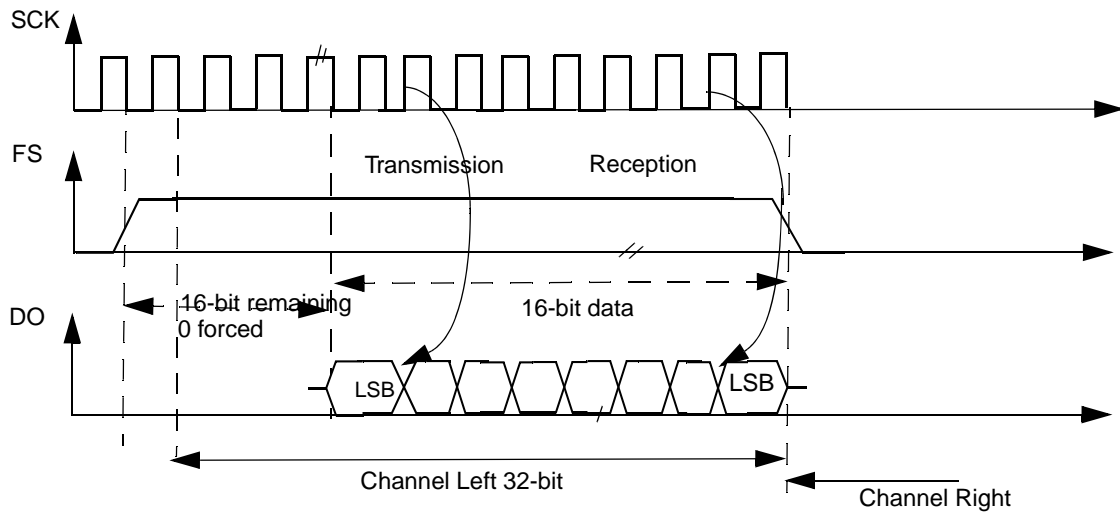 SCK
FS
Transmission
Reception
16-bit remaining
0 forced
16-bit data
DO
LSB
LSB
Channel Left 32-bit
Channel Right